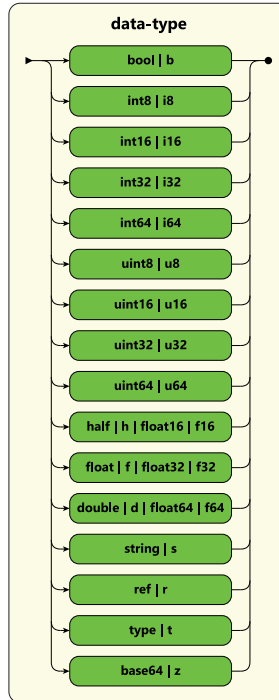 data-type
bool | b
int8 | i8
int16 | i16
int32 | i32
int64 | i64
uint8 | u8
uint16 | u16
uint32 | u32
uint64 | u64
half | h | float16 | f16
float | f | float32 | f32
double | d | float64 | f64
string | s
ref | r
type | t
base64 | z